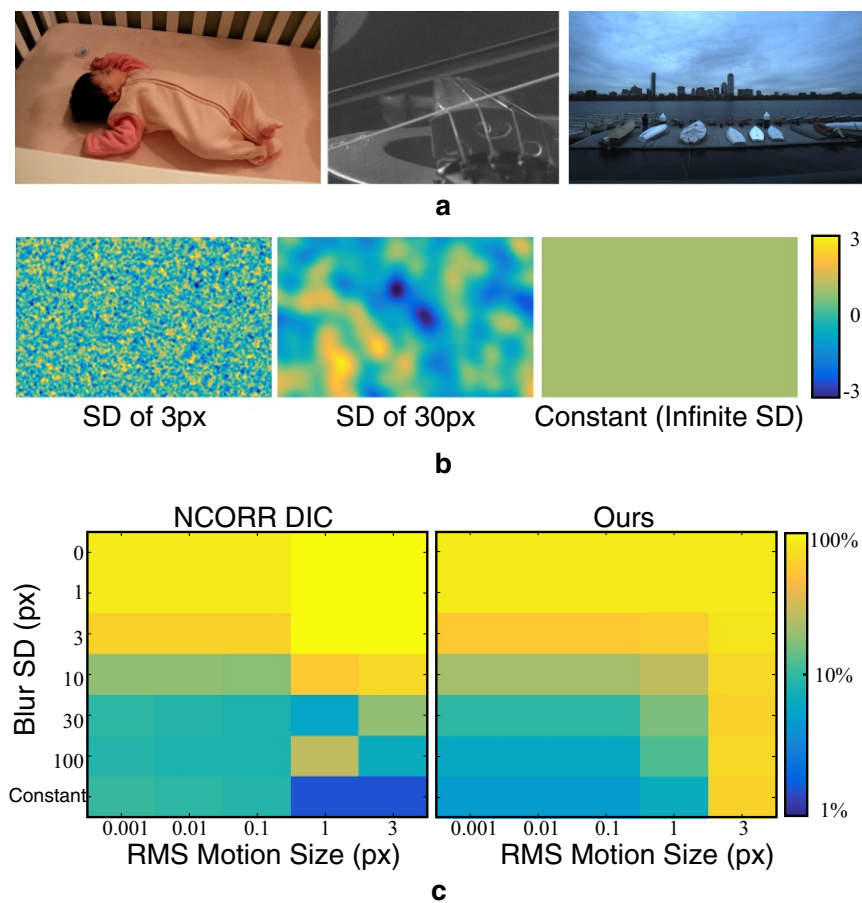 a
3
0
-3
SD of 3px
SD of 30px
Constant (Infinite SD)
b
NCORR DIC
Ours
Blur SD (px)
0
1
3
10
30
100
Constant
100%
10%
1%
0.001 0.01 0.1 1 3
0.001 0.01 0.1 1 3
RMS Motion Size (px)
RMS Motion Size (px)
c